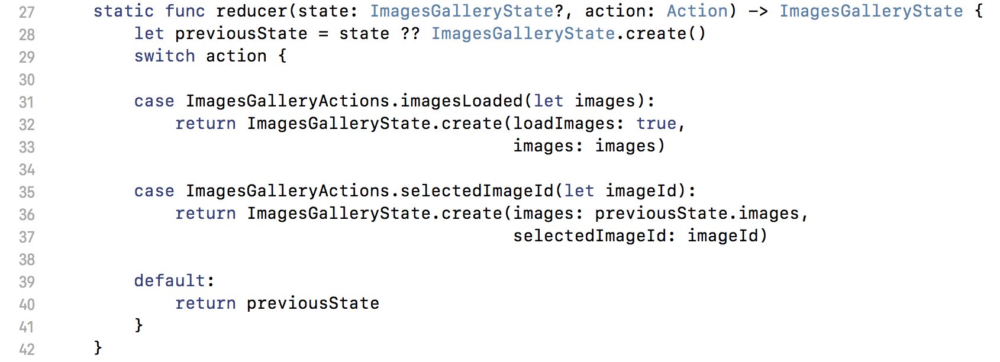 27 static func reducer(state: ImagesGalleryState?, action: Action) -> ImagesGalleryState {
28 let previousState = state ?? ImagesGalleryState.create()
29 switch action {
30
31 case ImagesGalleryActions.imagesLoaded(let images):
32 return ImagesGalleryState.create(loadImages: true,
33 images: images)
34
35 case ImagesGalleryActions.selectedImageId(let imageId):
36 return ImagesGalleryState.create(images: previousState.images,
37 selectedImageId: imageId)
38
39 default:
40 return previousState
41 }
42 }